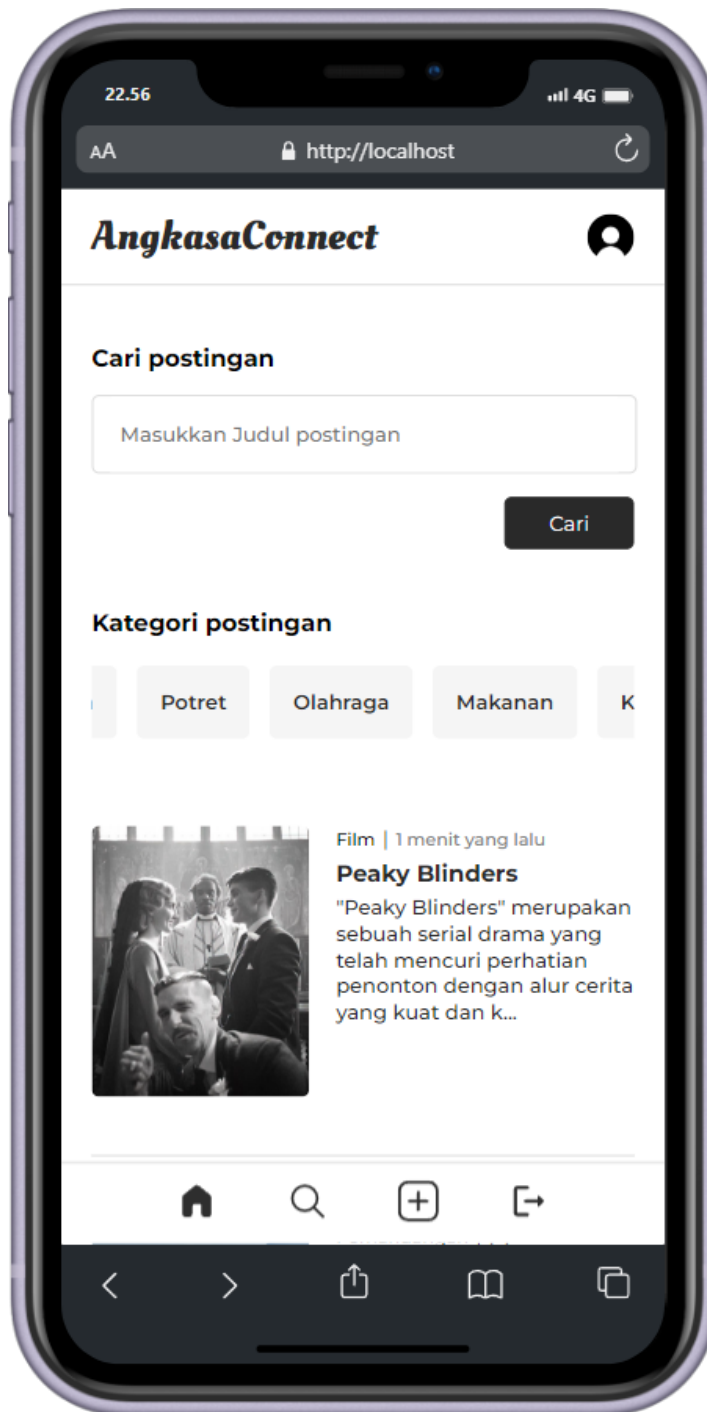 22.56
4G
AA
http://localhost
AngkasaConnect
Cari postingan
Masukkan Judul postingan
Cari
Kategori postingan
Potret
Olahraga
Makanan
K
Film | 1 menit yang lalu
Peaky Blinders
"Peaky Blinders" merupakan
sebuah serial drama yang
telah mencuri perhatian
penonton dengan alur cerita
yang kuat dan k...